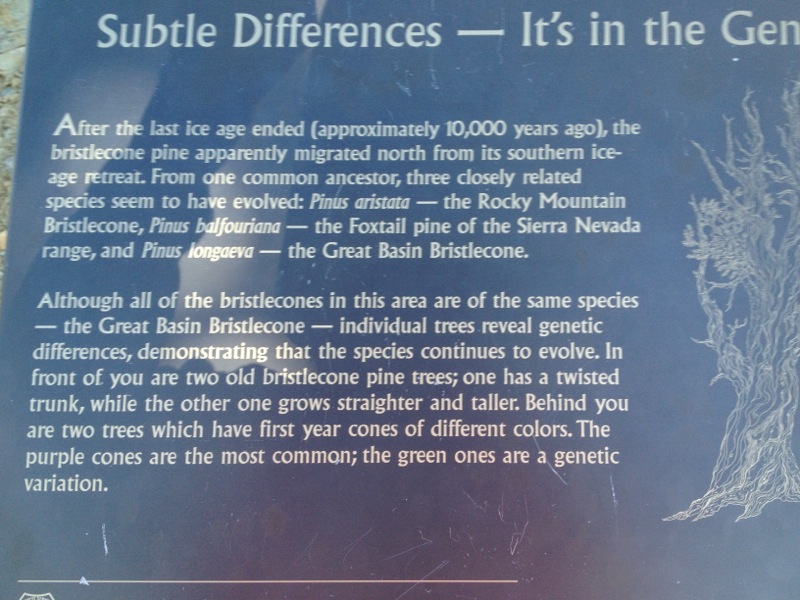 Subtle Differences — It's in the Gen
After the last ice age ended (approximately 10,000 years ago), the
bristlecone pine apparently migrated north from its southern ice-
age retreat. From one common ancestor, three closely related
species seem to have evolved: Pinus aristata — the Rocky Mountain
Bristlecone, Pinus balfouriana — the Foxtail pine of the Sierra Nevada
range, and Pinus longaeva — the Great Basin Bristlecone.
Although all of the bristlecones in this area are of the same species
— the Great Basin Bristlecone — individual trees reveal genetic
differences, demonstrating that the species continues to evolve. In
front of you are two old bristlecone pine trees; one has a twisted
trunk, while the other one grows straighter and taller. Behind you
are two trees which have first year cones of different colors. The
purple cones are the most common; the green ones are a genetic
variation.